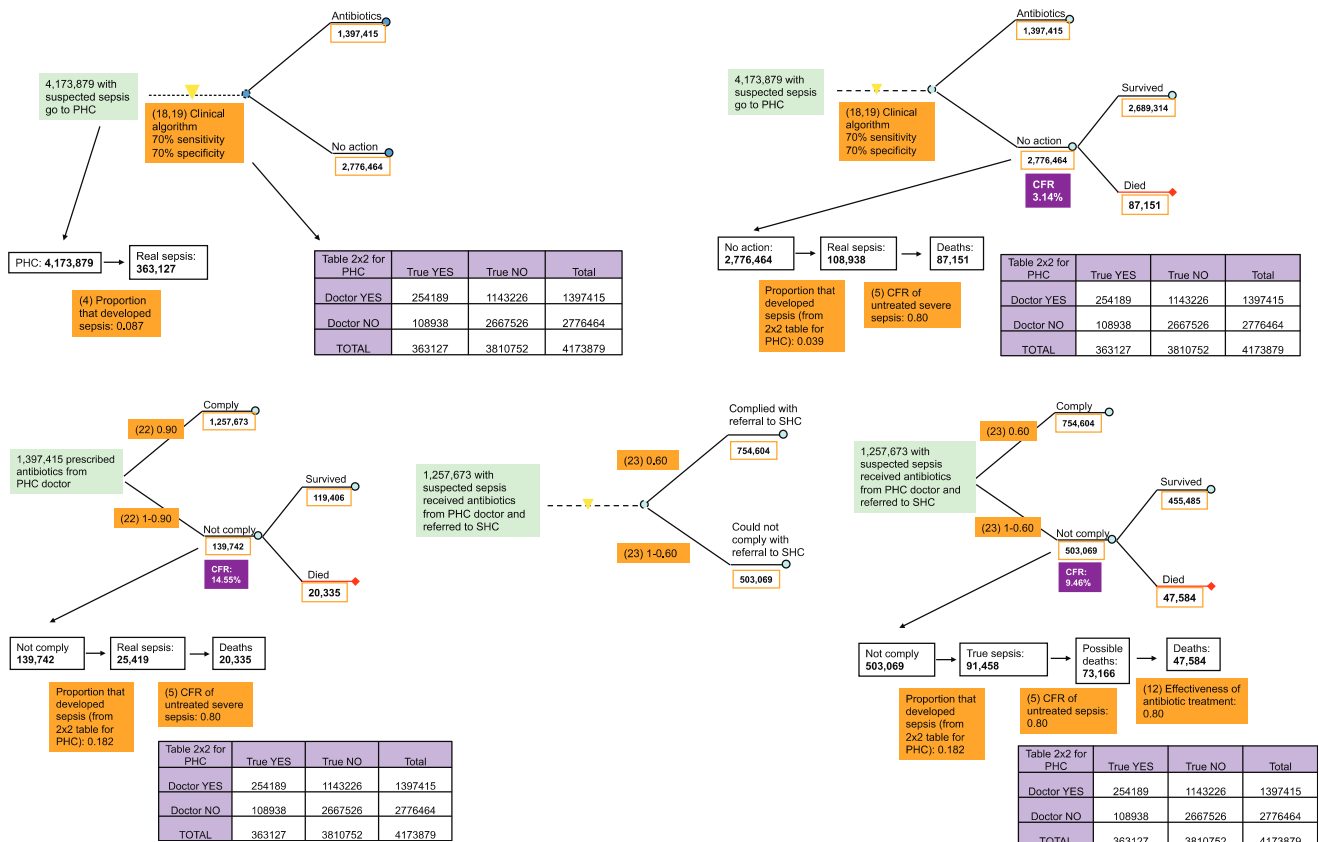 Antibiotics
1,397,415
4,173,879 with
suspected sepsis
go to PHC
(18,19) Clinical
algorithm
70% sensitivity
70% specificity
No action
2,776,464
PHC: 4,173,879
Real sepsis:
363,127
(4) Proportion
that developed
sepsis: 0.087
Table 2x2 for PHC True YES True NO Total
Doctor YES 254189 1143226 1397415
Doctor NO 108938 2667526 2776464
TOTAL 363127 3810752 4173879
Antibiotics
1,397,415
4,173,879 with
suspected sepsis
go to PHC
(18,19) Clinical
algorithm
70% sensitivity
70% specificity
Survived
2,689,314
No action
2,776,464
CFR
3.14%
Died
87,151
No action:
2,776,464
Real sepsis:
108,938
Deaths:
87,151
Proportion that
developed
sepsis (from
2x2 table for
PHC): 0.039
(5) CFR of
untreated severe
sepsis: 0.80
Table 2x2 for PHC True YES True NO Total
Doctor YES 254189 1143226 1397415
Doctor NO 108938 2667526 2776464
TOTAL 363127 3810752 4173879
Comply
1,257,673
(22) 0.90
1,397,415 prescribed
antibiotics from
PHC doctor
(22) 1-0.90
Survived
119,406
Not comply
139,742
CFR:
14.55%
Died
20,335
Not comply
139,742
Real sepsis:
25,419
Deaths
20,335
Proportion that
developed
sepsis (from
2x2 table for
PHC): 0.182
(5) CFR of
untreated severe
sepsis: 0.80
Table 2x2 for PHC True YES True NO Total
Doctor YES 254189 1143226 1397415
Doctor NO 108938 2667526 2776464
TOTAL 363127 3810752 4173879
Complied with
referral to SHC
754,604
(23) 0.60
1,257,673 with
suspected sepsis
received antibiotics
from PHC doctor and
referred to SHC
Could not
comply with
referral to SHC
(23) 1-0.60
503,069
Comply
754,604
(23) 0.60
1,257,673 with
suspected sepsis
received antibiotics
from PHC doctor and
referred to SHC
(23) 1-0.60
Survived
455,485
Not comply
503,069
CFR:
9.46%
Died
47,584
Not comply
503,069
True sepsis:
91,458
Possible
deaths:
73,166
Deaths:
47,584
Proportion that
developed
sepsis (from
2x2 table for
PHC): 0.182
(5) CFR of
untreated sepsis:
0.80
(12) Effectiveness of
antibiotic treatment:
0.80
Table 2x2 for PHC True YES True NO Total
Doctor YES 254189 1143226 1397415
Doctor NO 108938 2667526 2776464
TOTAL 363127 3810752 4173879